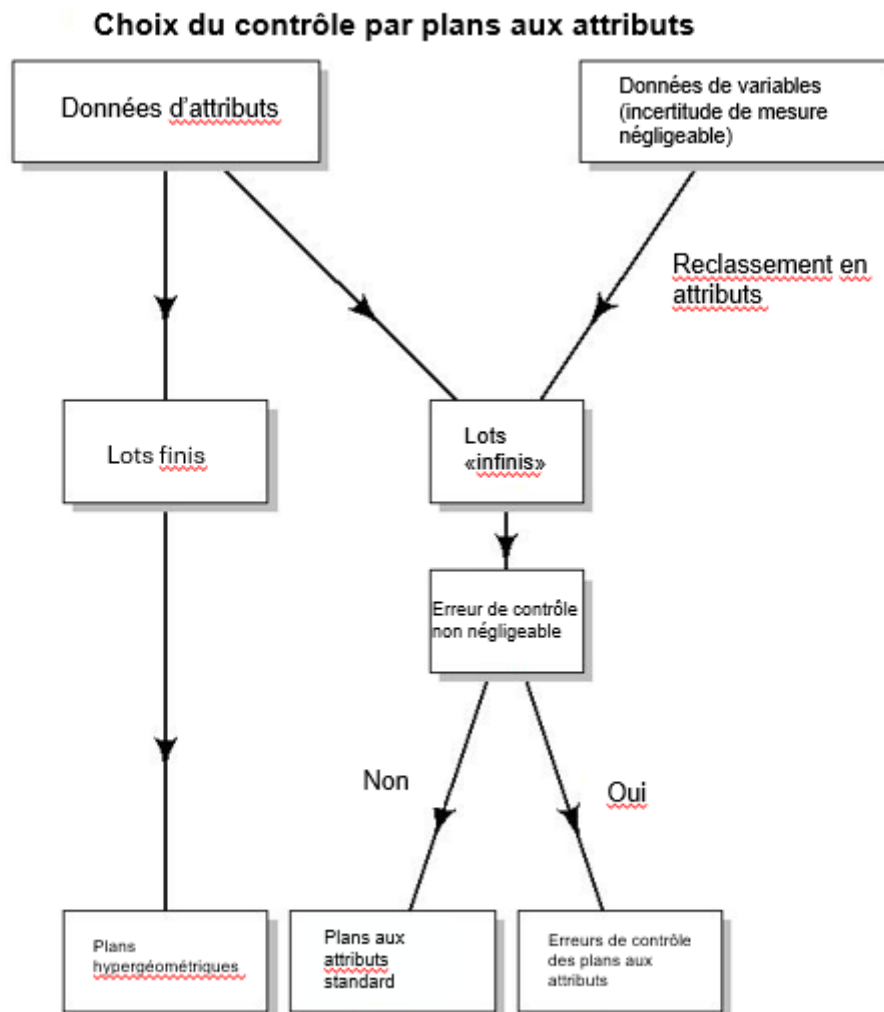 Choix du contrôle par plans aux attributs
Données d'attributs
Données de variables
(incertitude de mesure
négligeable)
Reclassement en
attributs
Lots finis
Lots
«infinis»
Erreur de contrôle
non négligeable
Non
Oui
Plans
hypergéométriques
Plans aux
attributs
standard
Erreurs de contrôle
des plans aux
attributs